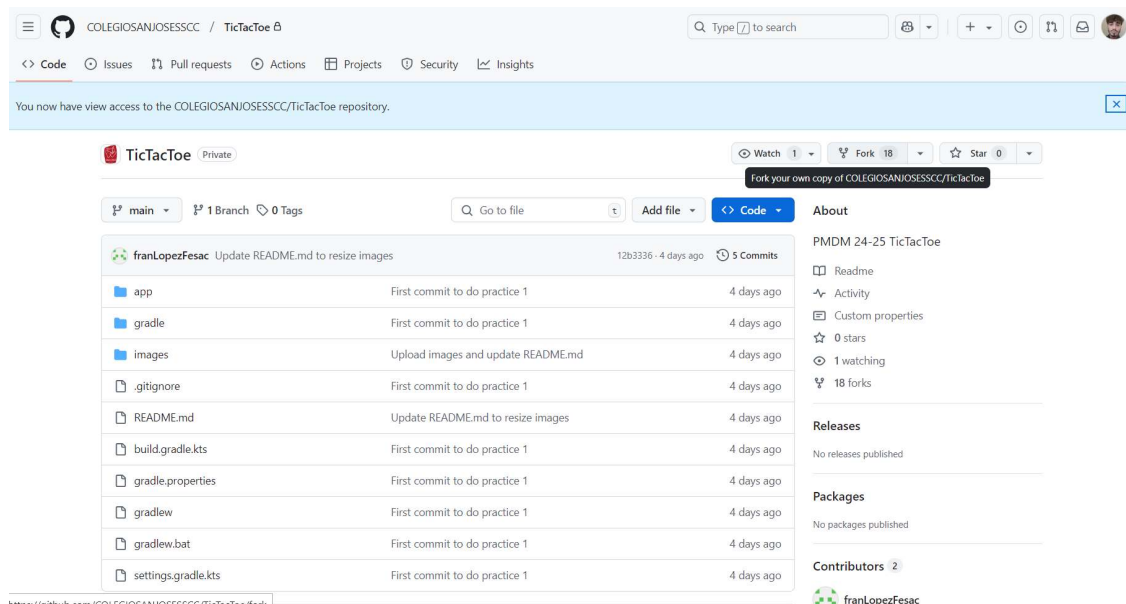 COLEGIOSANJOSESSCC / TicTacToe
Type / to search
Code Issues Pull requests Actions Projects Security Insights
You now have view access to the COLEGIOSANJOSESSCC/TicTacToe repository.
TicTacToe Private
Watch 1 Fork 18 Star 0
Fork your own copy of COLEGIOSANJOSESSCC/TicTacToe
main 1 Branch 0 Tags Go to file t Add file Code
franLopezFesac Update README.md to resize images 12b3336 · 4 days ago 5 Commits
app First commit to do practice 1 4 days ago
gradle First commit to do practice 1 4 days ago
images Upload images and update README.md 4 days ago
.gitignore First commit to do practice 1 4 days ago
README.md Update README.md to resize images 4 days ago
build.gradle.kts First commit to do practice 1 4 days ago
gradle.properties First commit to do practice 1 4 days ago
gradlew First commit to do practice 1 4 days ago
gradlew.bat First commit to do practice 1 4 days ago
settings.gradle.kts First commit to do practice 1 4 days ago
About
PMDM 24-25 TicTacToe
Readme
Activity
Custom properties
0 stars
1 watching
18 forks
Releases
No releases published
Packages
No packages published
Contributors 2
franLopezFesac
https://github.com/COLEGIOSANJOSESSCC/TicTacToe/fork